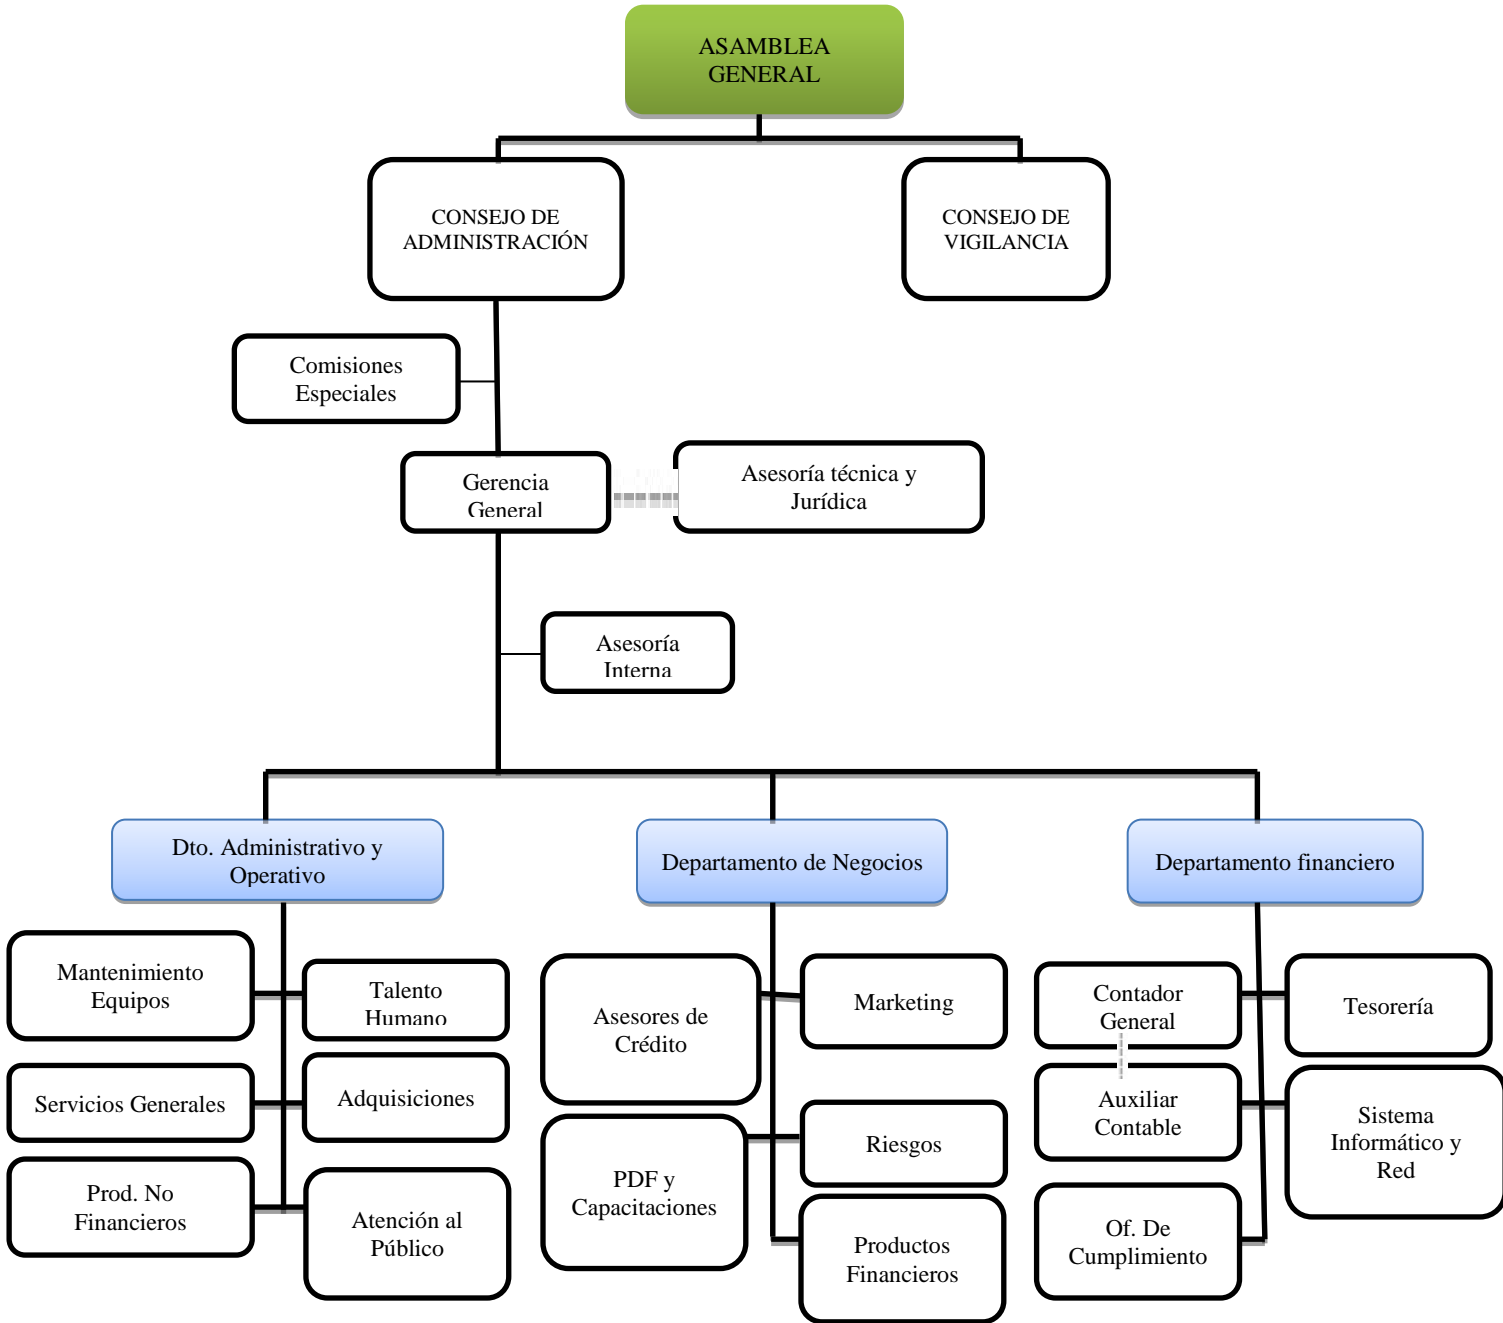 ASAMBLEA
GENERAL
CONSEJO DE
ADMINISTRACIÓN
CONSEJO DE
VIGILANCIA
Comisiones
Especiales
Gerencia
General
Asesoría técnica y
Jurídica
Asesoría
Interna
Dto. Administrativo y
Operativo
Departamento de Negocios
Departamento financiero
Mantenimiento
Equipos
Talento
Humano
Servicios Generales
Adquisiciones
Prod. No
Financieros
Atención al
Público
Asesores de
Crédito
Marketing
PDF y
Capacitaciones
Riesgos
Productos
Financieros
Contador
General
Tesorería
Auxiliar
Contable
Sistema
Informático y
Red
Of. De
Cumplimiento